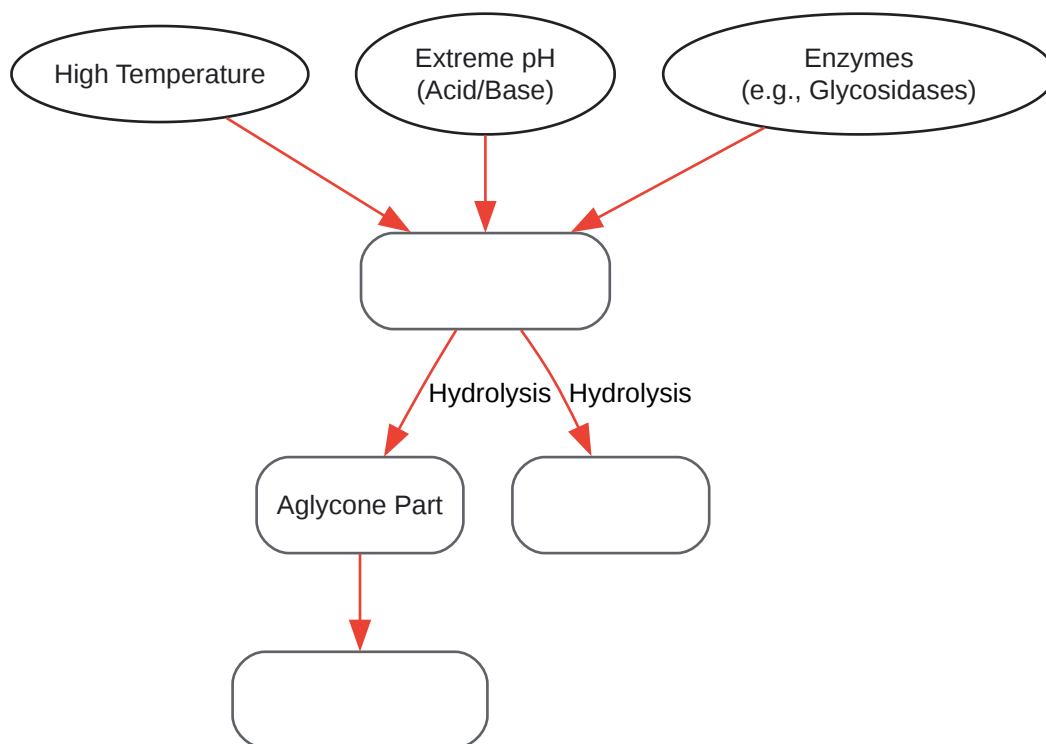 High Temperature
Extreme pH
(Acid/Base)
Enzymes
(e.g., Glycosidases)
Hydrolysis
Hydrolysis
Aglycone Part